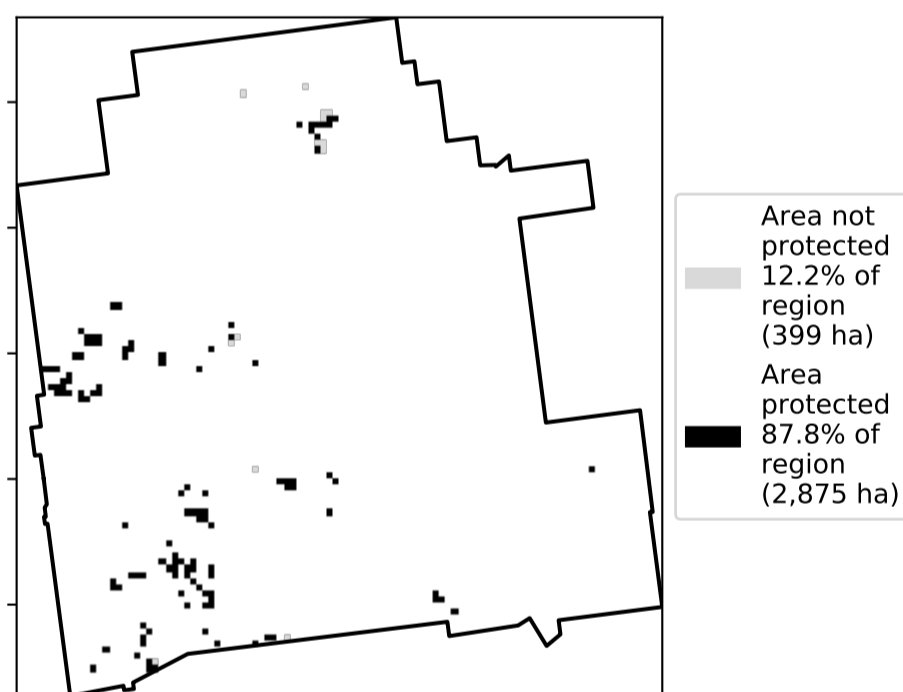 Area not
protected
12.2% of
region
(399 ha)
Area
protected
87.8% of
region
(2,875 ha)